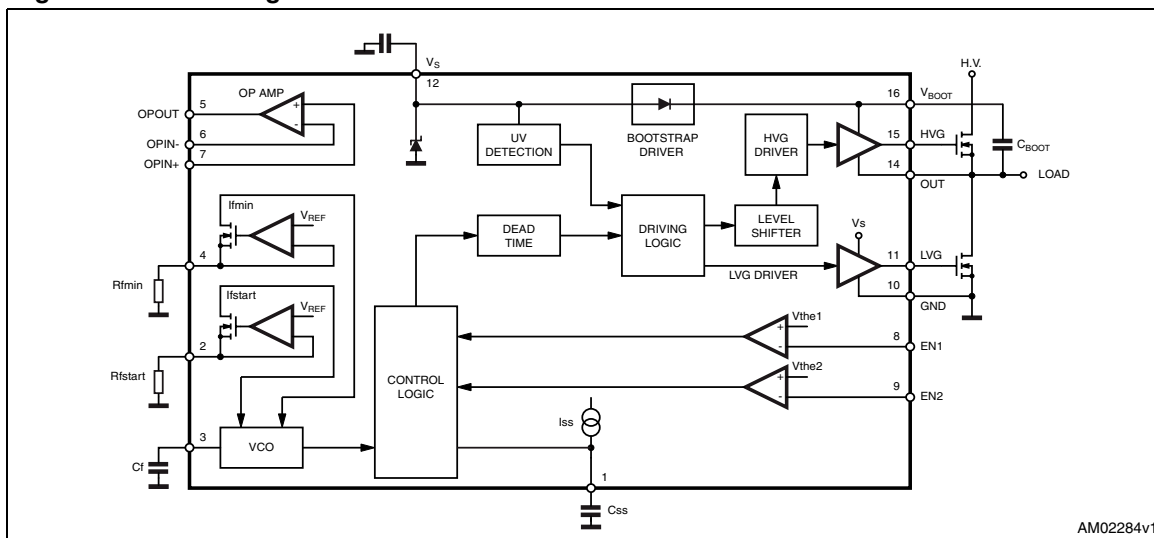 VS
12
H.V.
OP AMP
OPOUT
5
+
-
OPIN-
6
OPIN+
7
UV
DETECTION
BOOTSTRAP
DRIVER
HVG
DRIVER
16
VBOOT
15
HVG
CBOOT
14
OUT
LOAD
Ifmin
VREF
4
Rfmin
DEAD
TIME
DRIVING
LOGIC
LEVEL
SHIFTER
Vs
LVG DRIVER
11
LVG
10
GND
Ifstart
VREF
2
Rfstart
CONTROL
LOGIC
Vthe1
+
-
8
EN1
Vthe2
+
-
9
EN2
Iss
3
VCO
Cf
1
Css
AM02284v1